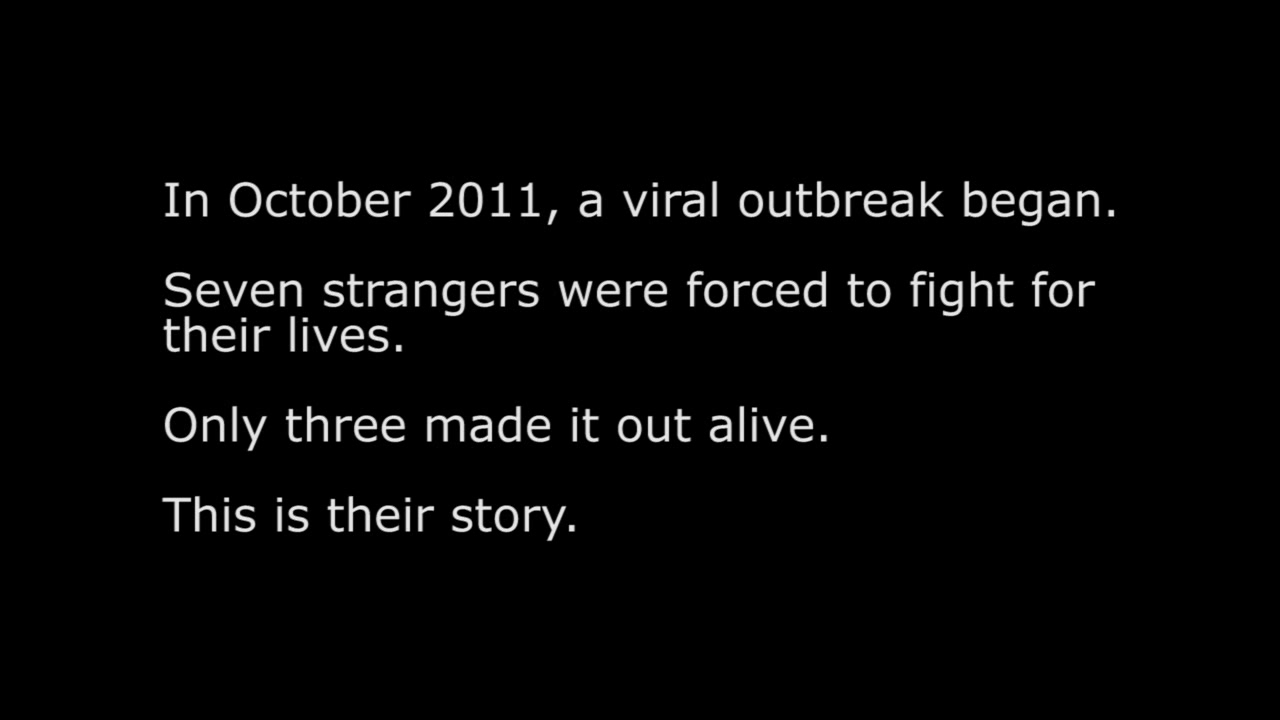 In October 2011, a viral outbreak began.
Seven strangers were forced to fight for
their lives.
Only three made it out alive.
This is their story.